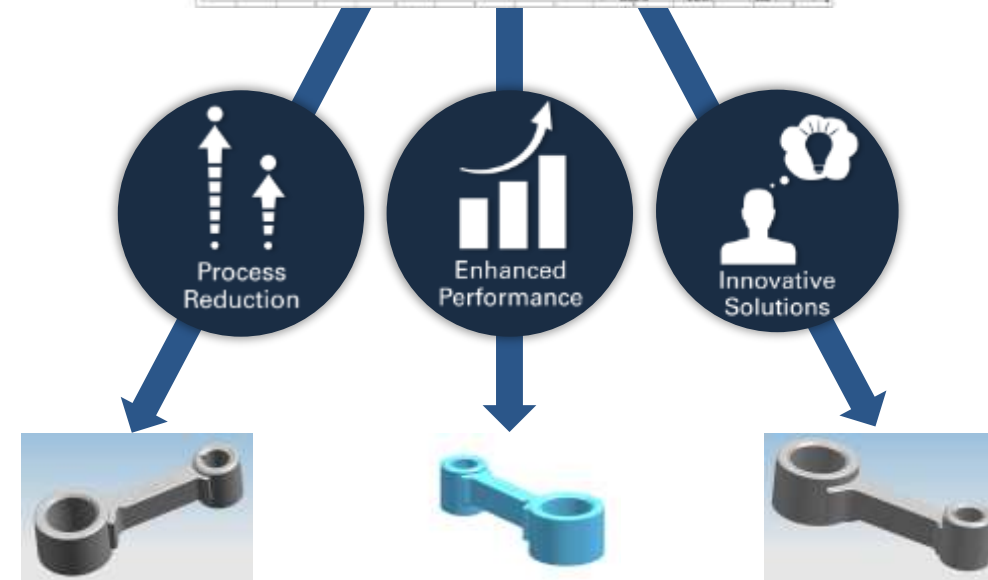 Process
Reduction
Enhanced
Performance
Innovative
Solutions